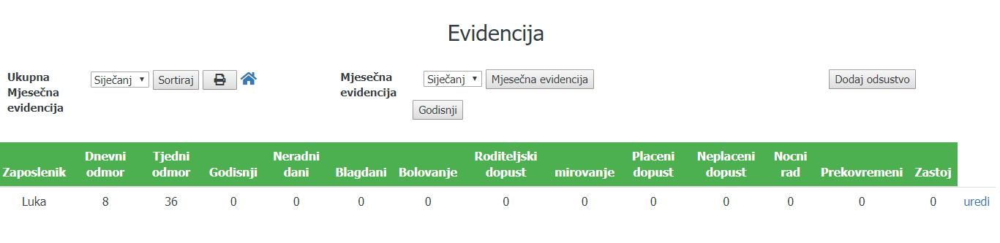 Evidencija
Ukupna
Mjesečna
evidencija
Siječanj
Sortiraj
Mjesečna
evidencija
Siječanj
Mjesečna evidencija
Godisnji
Dodaj odsustvo
Zaposlenik
Dnevni
odmor
Tjedni
odmor
Godisnji
Neradni
dani
Blagdani
Bolovanje
Roditeljski
dopust
mirovanje
Placeni
dopust
Neplaceni
dopust
Nocni
rad
Prekovremeni
Zastoj
Luka 8 36 0 0 0 0 0 0 0 0 0 0 0 uredi